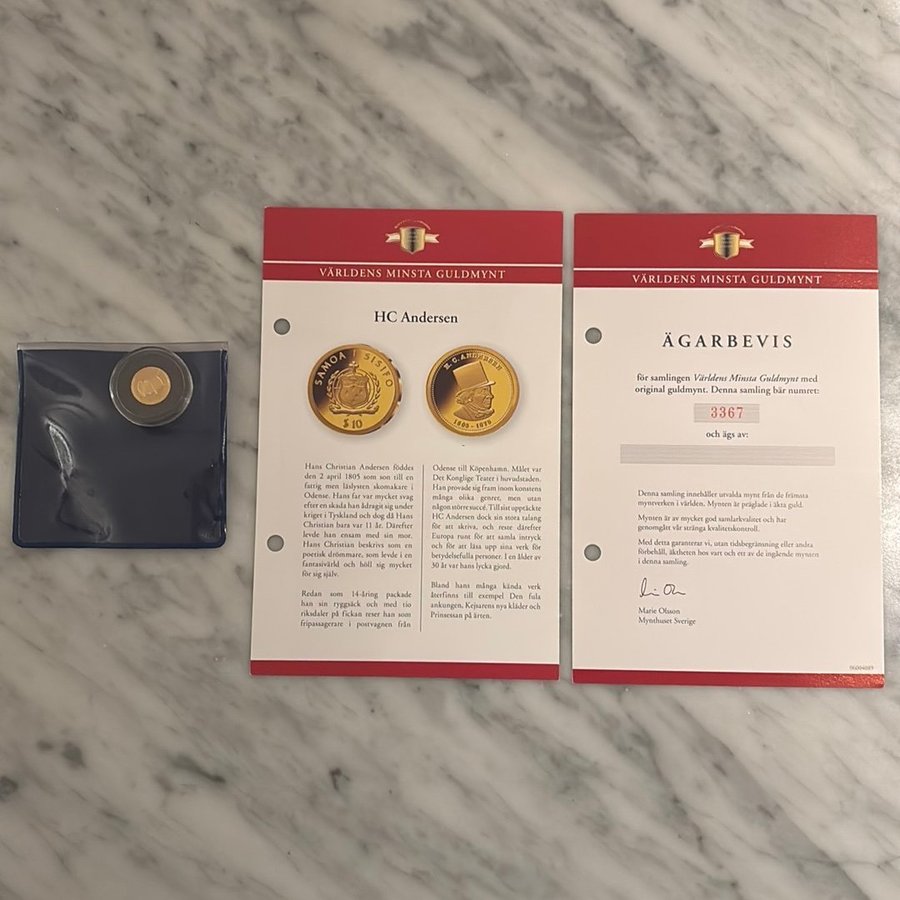 VÄRLDENS MINSTA GULDMYNT
HC Andersen
SAMOA I SISIFO
$10
H.C. ANDERSEN
1805 - 1875
Hans Christian Andersen föddes
den 2 april 1805 som son till en
fattig men läslysten skomakare i
Odense. Hans far var mycket svag
efter en skada han ådragit sig under
kriget i Tyskland och dog då Hans
Christian bara var 11 år. Därefter
levde han ensam med sin mor.
Hans Christian beskrivs som en
poetisk drömmare, som levde i en
fantasivärld och höll sig mycket
för sig själv.
Redan som 14-åring packade
han sin ryggsäck och med tio
riksdaler på fickan reser han som
fripassagerare i postvagnen från
Odense till Köpenhamn. Målet var
Det Konglige Teater i huvudstaden.
Han provade sig fram inom konstens
många olika genrer, men utan
någon större succé. Till sist upptäckte
HC Andersen dock sin stora talang
för att skriva, och reste därefter
Europa runt för att samla intryck
och för att läsa upp sina verk för
betydelsefulla personer. I en ålder av
30 år var hans lycka gjord.
Bland hans många kända verk
återfinns till exempel Den fula
ankungen, Kejsarens nya kläder och
Prinsessan på ärten.
VÄRLDENS MINSTA GULDMYNT
ÄGARBEVIS
för samlingen Världens Minsta Guldmynt med
original guldmynt. Denna samling bär numret:
3367
och ägs av:
Denna samling innehåller utvalda mynt från de främsta
myntverken i världen. Mynten är präglade i äkta guld.
Mynten är av mycket god samlarkvalitet och har
genomgått vår stränga kvalitetskontroll.
Med detta garanterar vi, utan tidsbegränsning eller andra
förbehåll, äktheten hos vart och ett av de ingående mynten
i denna samling.
Marie Olsson
Mynthuset Sverige